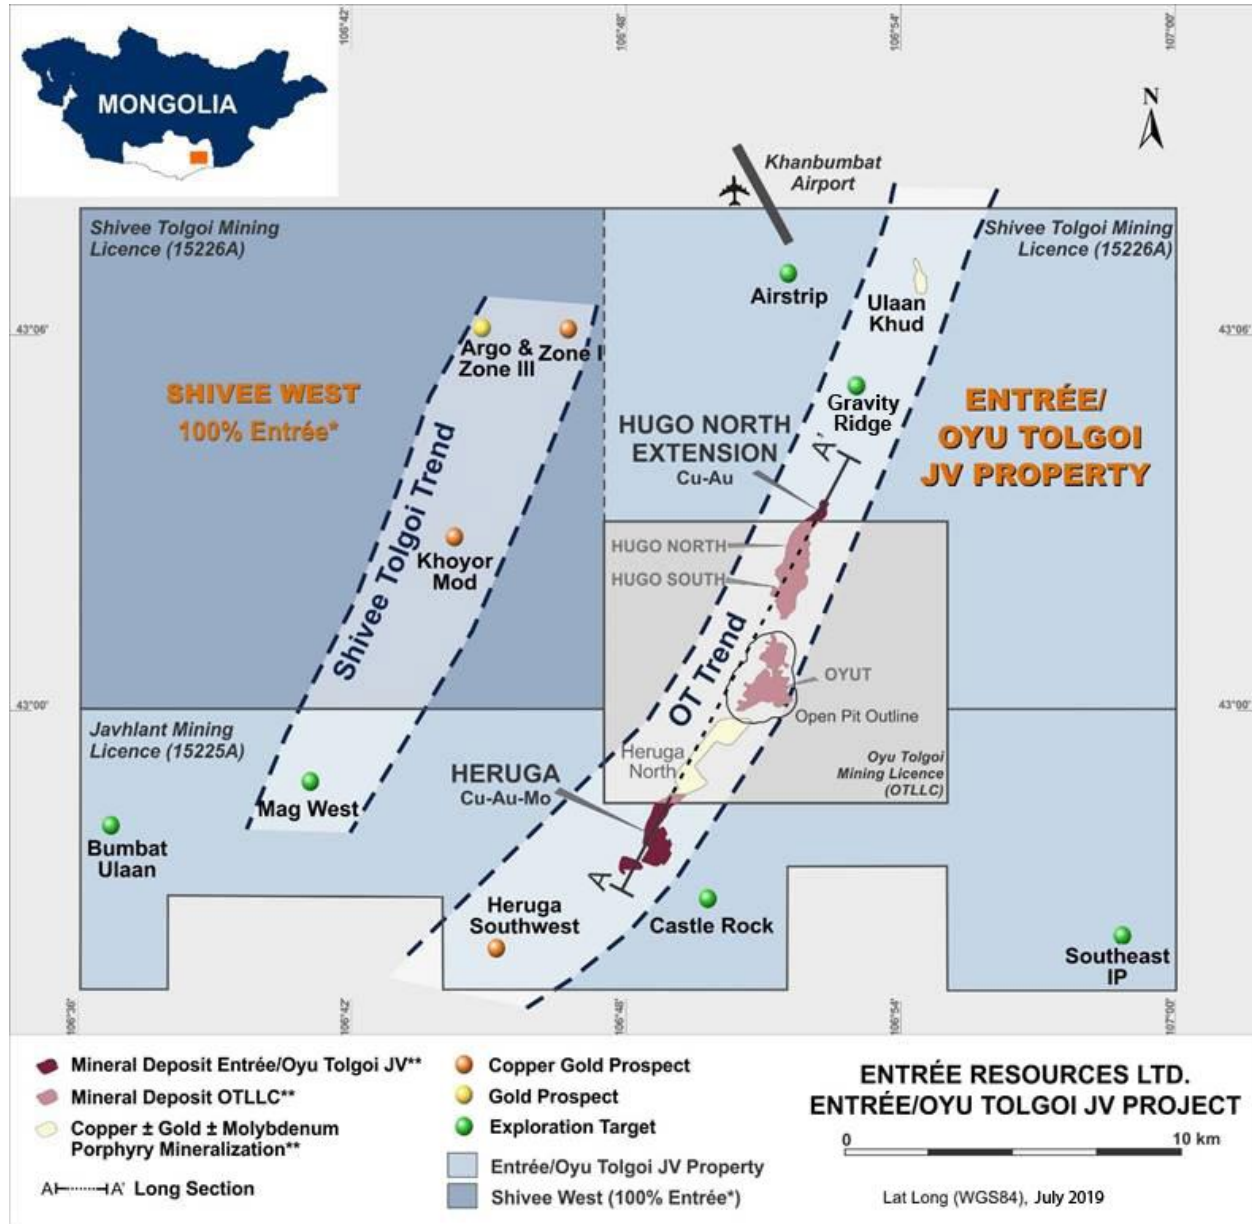 106°42'
106°48'
106°54'
107°00'
MONGOLIA
N
Khanbumbat
Airport
Shivee Tolgoi Mining
Licence (15226A)
Shivee Tolgoi Mining
Licence (15226A)
Airstrip
Ulaan
Khud
43°06'
43°06'
Argo &
Zone III
Zone I
SHIVEE WEST
100% Entrée*
Gravity
Ridge
ENTRÉE/
OYU TOLGOI
JV PROPERTY
HUGO NORTH
EXTENSION
Cu-Au
A'
Shivee Tolgoi Trend
Khoyor
Mod
HUGO NORTH
HUGO SOUTH
OT Trend
OYUT
Open Pit Outline
43°00'
43°00'
Javhlant Mining
Licence (15225A)
Heruga
North
Oyu Tolgoi
Mining Licence
(OTLLC)
HERUGA
Cu-Au-Mo
Mag West
Bumbat
Ulaan
A
Heruga
Southwest
Castle Rock
Southeast
IP
106°36'
106°42'
106°48'
106°54'
107°00'
Mineral Deposit Entrée/Oyu Tolgoi JV**
Mineral Deposit OTLLC**
Copper ± Gold ± Molybdenum
Porphyry Mineralization**
A A' Long Section
Copper Gold Prospect
Gold Prospect
Exploration Target
Entrée/Oyu Tolgoi JV Property
Shivee West (100% Entrée*)
ENTRÉE RESOURCES LTD.
ENTRÉE/OYU TOLGOI JV PROJECT
0 10 km
Lat Long (WGS84), July 2019